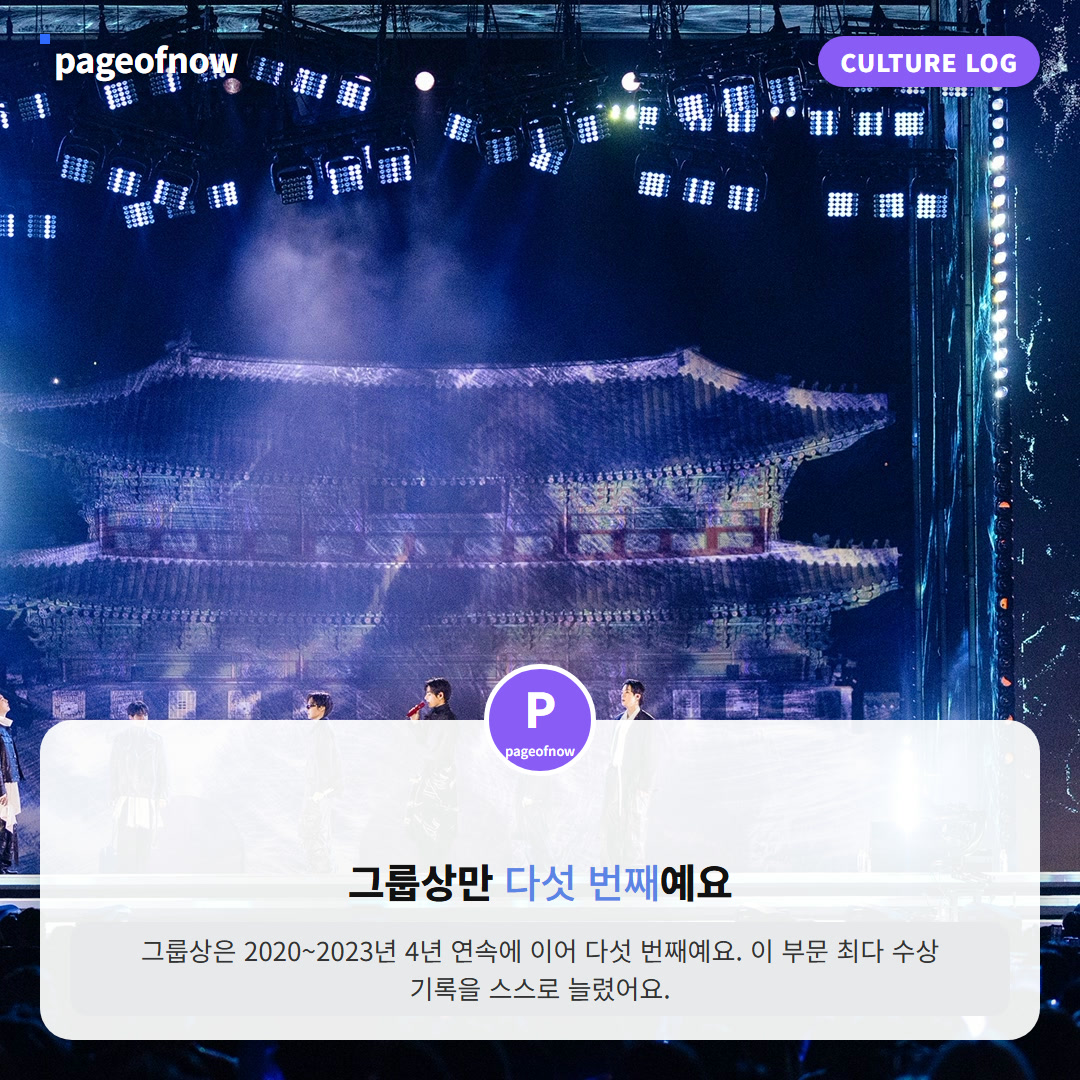 pageofnow
CULTURE LOG
P
pageofnow
그룹상만 다섯 번째예요
그룹상은 2020~2023년 4년 연속에 이어 다섯 번째예요. 이 부문 최다 수상
기록을 스스로 늘렸어요.